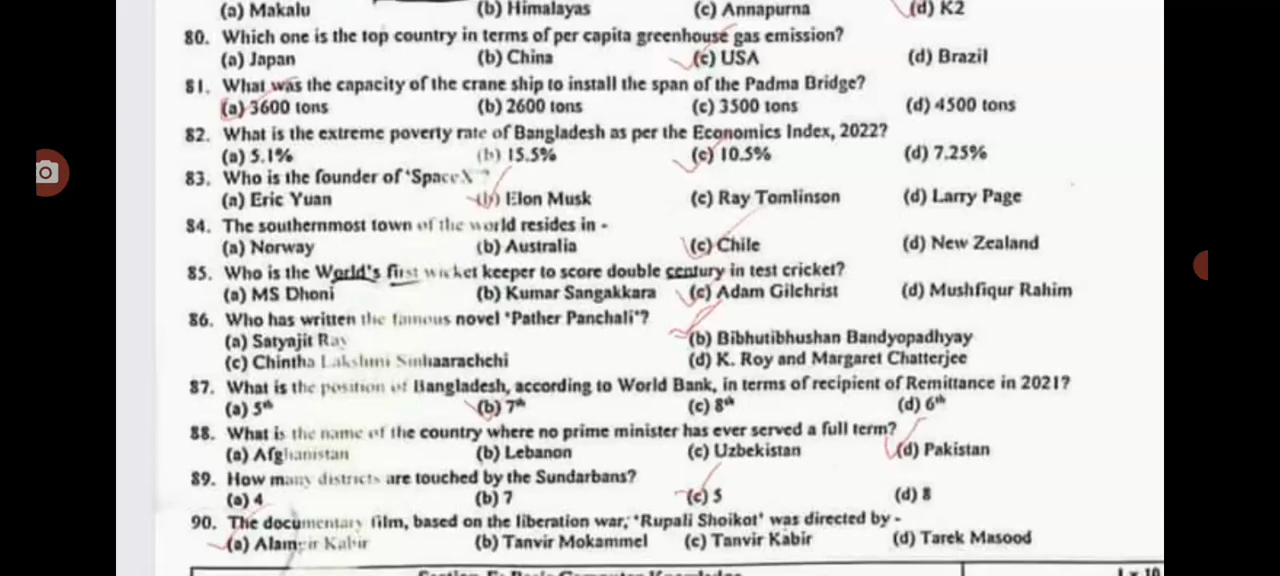 (a) Makalu (b) Himalayas (c) Annapurna (d) K2
80. Which one is the top country in terms of per capita greenhouse gas emission?
(a) Japan (b) China (c) USA (d) Brazil
81. What was the capacity of the crane ship to install the span of the Padma Bridge?
(a) 3600 tons (b) 2600 tons (c) 3500 tons (d) 4500 tons
82. What is the extreme poverty rate of Bangladesh as per the Economics Index, 2022?
(a) 5.1% (b) 15.5% (c) 10.5% (d) 7.25%
83. Who is the founder of 'SpaceX'?
(a) Eric Yuan (b) Elon Musk (c) Ray Tomlinson (d) Larry Page
84. The southernmost town of the world resides in -
(a) Norway (b) Australia (c) Chile (d) New Zealand
85. Who is the World's first wicket keeper to score double century in test cricket?
(a) MS Dhoni (b) Kumar Sangakkara (c) Adam Gilchrist (d) Mushfiqur Rahim
86. Who has written the famous novel 'Pather Panchali'?
(a) Satyajit Ray (b) Bibhutibhushan Bandyopadhyay
(c) Chintha Lakshmi Sinhaarachchi (d) K. Roy and Margaret Chatterjee
87. What is the position of Bangladesh, according to World Bank, in terms of recipient of Remittance in 2021?
(a) 5th (b) 7th (c) 8th (d) 6th
88. What is the name of the country where no prime minister has ever served a full term?
(a) Afghanistan (b) Lebanon (c) Uzbekistan (d) Pakistan
89. How many districts are touched by the Sundarbans?
(a) 4 (b) 7 (c) 5 (d) 8
90. The documentary film, based on the liberation war, 'Rupali Shoikot' was directed by -
(a) Alamgir Kabir (b) Tanvir Mokammel (c) Tanvir Kabir (d) Tarek Masood